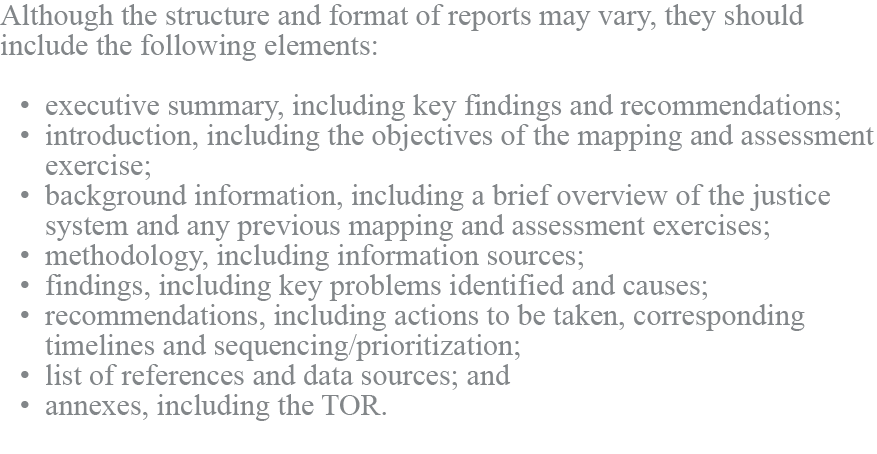 Although the structure and format of reports may vary, they should
include the following elements:
• executive summary, including key findings and recommendations;
• introduction, including the objectives of the mapping and assessment
exercise;
• background information, including a brief overview of the justice
system and any previous mapping and assessment exercises;
• methodology, including information sources;
• findings, including key problems identified and causes;
• recommendations, including actions to be taken, corresponding
timelines and sequencing/prioritization;
• list of references and data sources; and
• annexes, including the TOR.